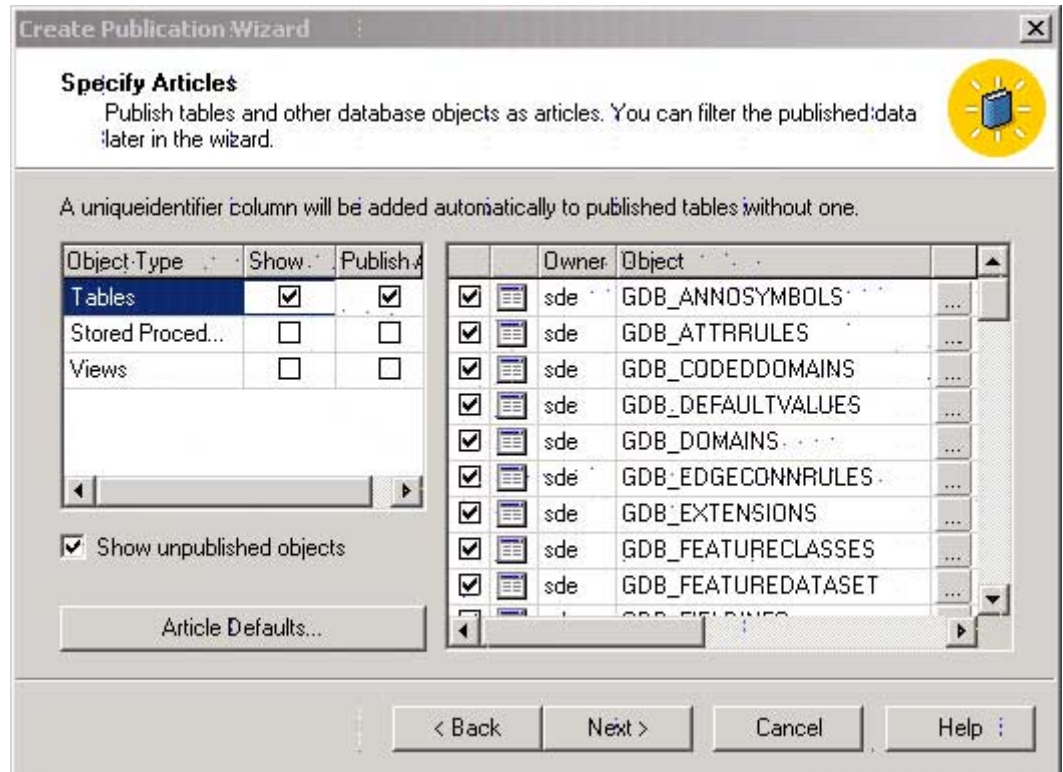 Create Publication Wizard
Specify Articles
Publish tables and other database objects as articles. You can filter the published data
later in the wizard.
A uniqueidentifier column will be added automatically to published tables without one.
Object Type Show Publish A
Tables
Stored Proced...
Views
Show unpublished objects
Article Defaults...
Owner Object
sde GDB_ANNOSYMBOLS ...
sde GDB_ATTRRULES ...
sde GDB_CODEDDOMAINS ...
sde GDB_DEFAULTVALUES ...
sde GDB_DOMAINS ...
sde GDB_EDGECONNRULES ...
sde GDB_EXTENSIONS ...
sde GDB_FEATURECLASSES ...
sde GDB_FEATUREDATASET ...
< Back Next > Cancel Help